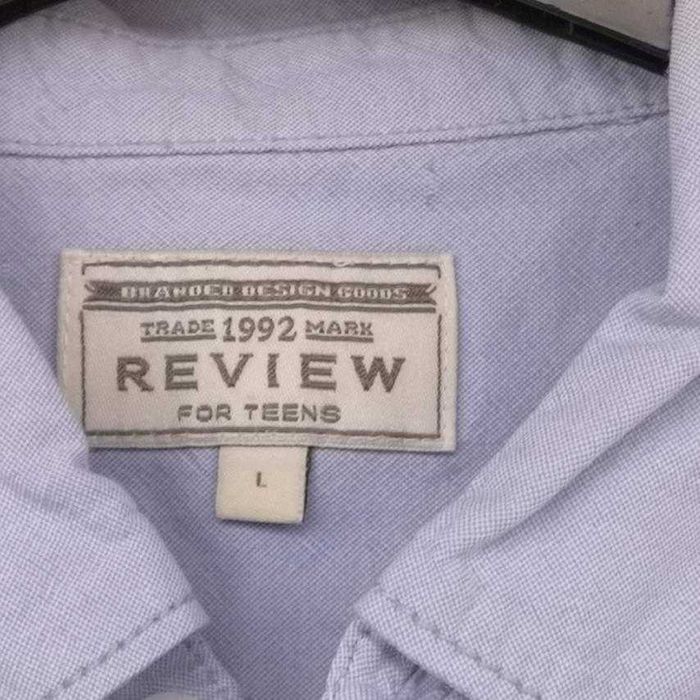 BRANDED DESIGN GOODS
TRADE 1992 MARK
REVIEW
FOR TEENS
L